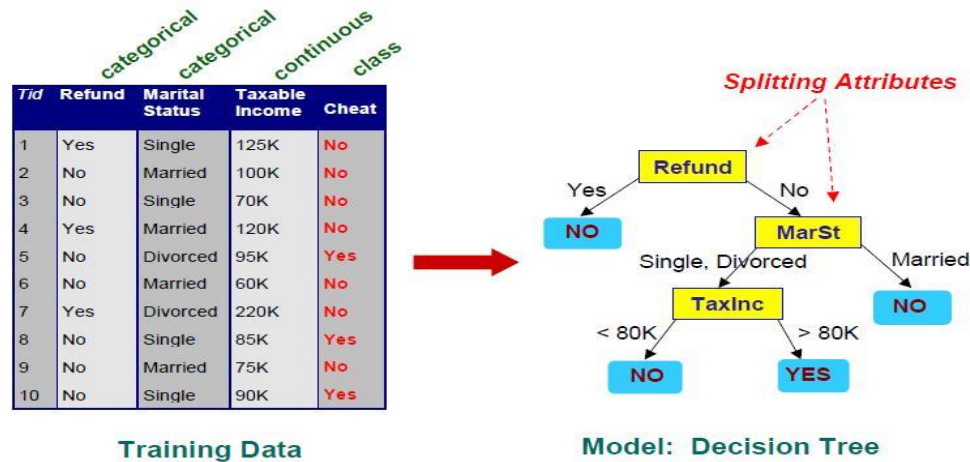 categorical
categorical
continuous
class
Tid Refund Marital Status Taxable Income Cheat
1 Yes Single 125K No
2 No Married 100K No
3 No Single 70K No
4 Yes Married 120K No
5 No Divorced 95K Yes
6 No Married 60K No
7 Yes Divorced 220K No
8 No Single 85K Yes
9 No Married 75K No
10 No Single 90K Yes
Training Data
Splitting Attributes
Refund
Yes No
NO MarSt
Single, Divorced Married
TaxInc NO
< 80K > 80K
NO YES
Model: Decision Tree